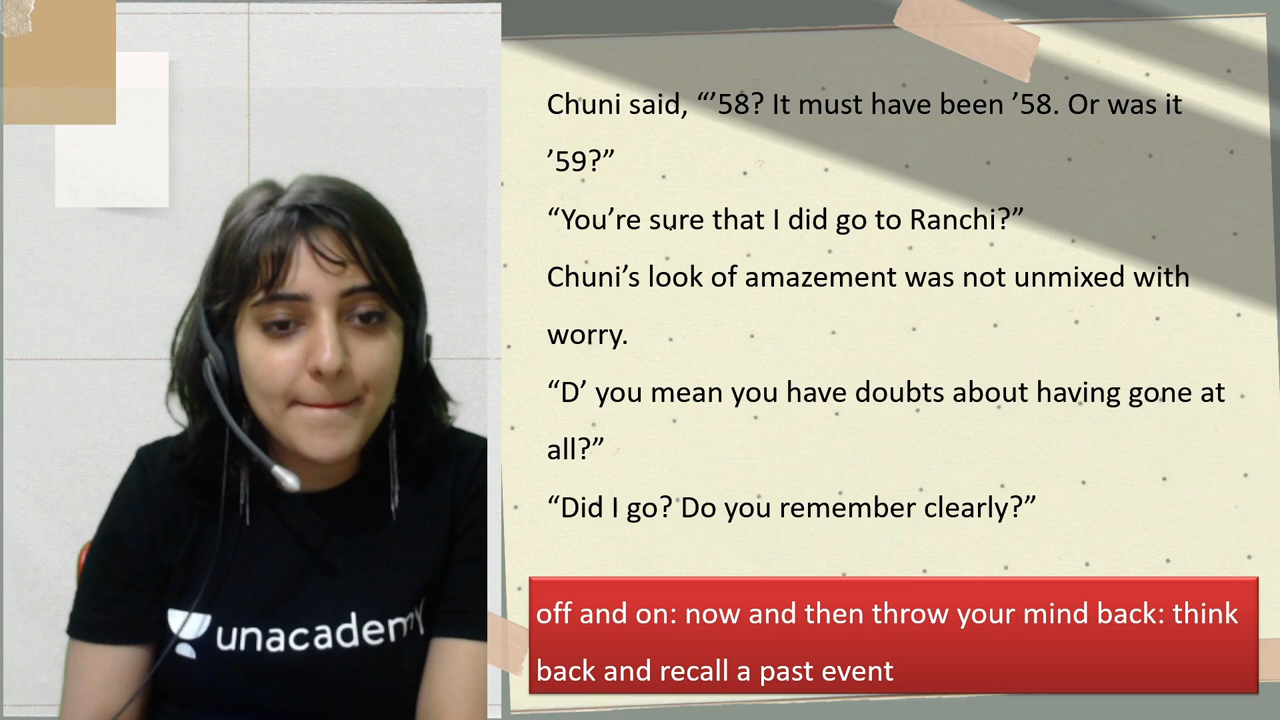 Chuni said, “’58? It must have been ’58. Or was it
’59?”
“You’re sure that I did go to Ranchi?”
Chuni’s look of amazement was not unmixed with
worry.
“D’ you mean you have doubts about having gone at
all?”
“Did I go? Do you remember clearly?”
off and on: now and then throw your mind back: think
back and recall a past event
unacademy